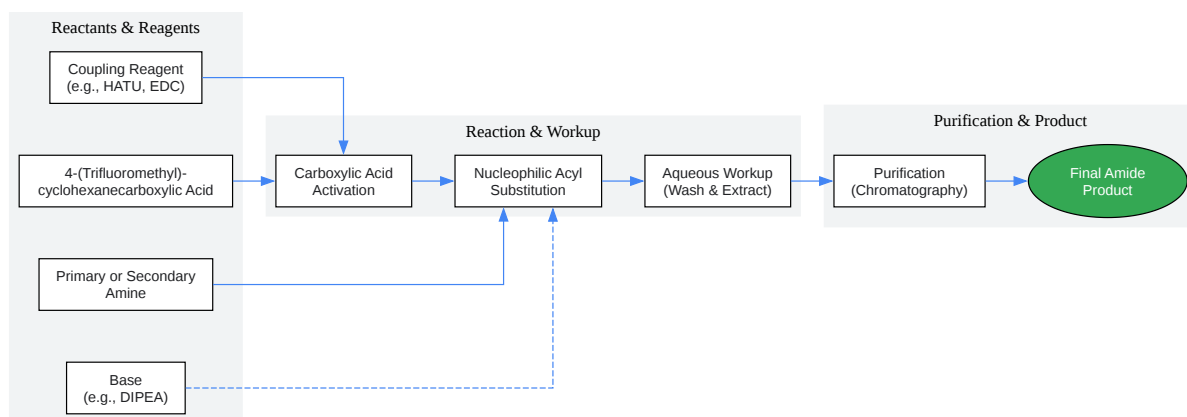 Reactants & Reagents
Coupling Reagent
(e.g., HATU, EDC)
4-(Trifluoromethyl)-
cyclohexanecarboxylic Acid
Primary or Secondary
Amine
Base
(e.g., DIPEA)
Reaction & Workup
Carboxylic Acid
Activation
Nucleophilic Acyl
Substitution
Aqueous Workup
(Wash & Extract)
Purification & Product
Purification
(Chromatography)
Final Amide
Product